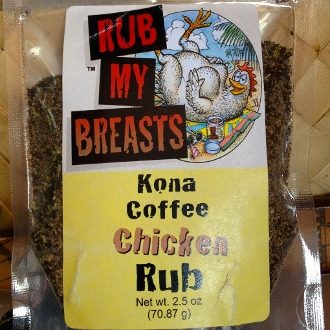 RUB
™ MY
BREASTS
Kona
Coffee
Chicken
Rub
Net wt. 2.5 oz
(70.87 g)